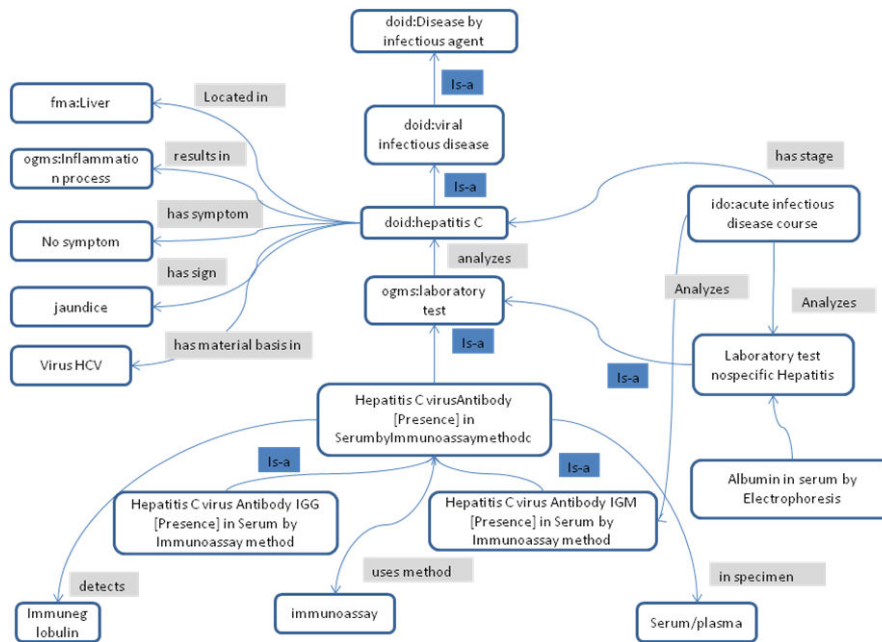 doid:Disease by
infectious agent
Is-a
fma:Liver
Located in
doid:viral
infectious disease
ogms:Inflammatio
n process
results in
has stage
Is-a
ido:acute infectious
disease course
has symptom
No symptom
doid:hepatitis C
has sign
analyzes
jaundice
ogms:laboratory
test
Analyzes
Analyzes
has material basis in
Virus HCV
Is-a
Is-a
Laboratory test
nospecific Hepatitis
Hepatitis C virusAntibody
[Presence] in
SerumbyImmunoassaymethodc
Is-a
Is-a
Albumin in serum by
Electrophoresis
Hepatitis C virus Antibody IGG
[Presence] in Serum by
Immunoassay method
Hepatitis C virus Antibody IGM
[Presence] in Serum by
Immunoassay method
detects
uses method
in specimen
Immuneg
lobulin
immunoassay
Serum/plasma